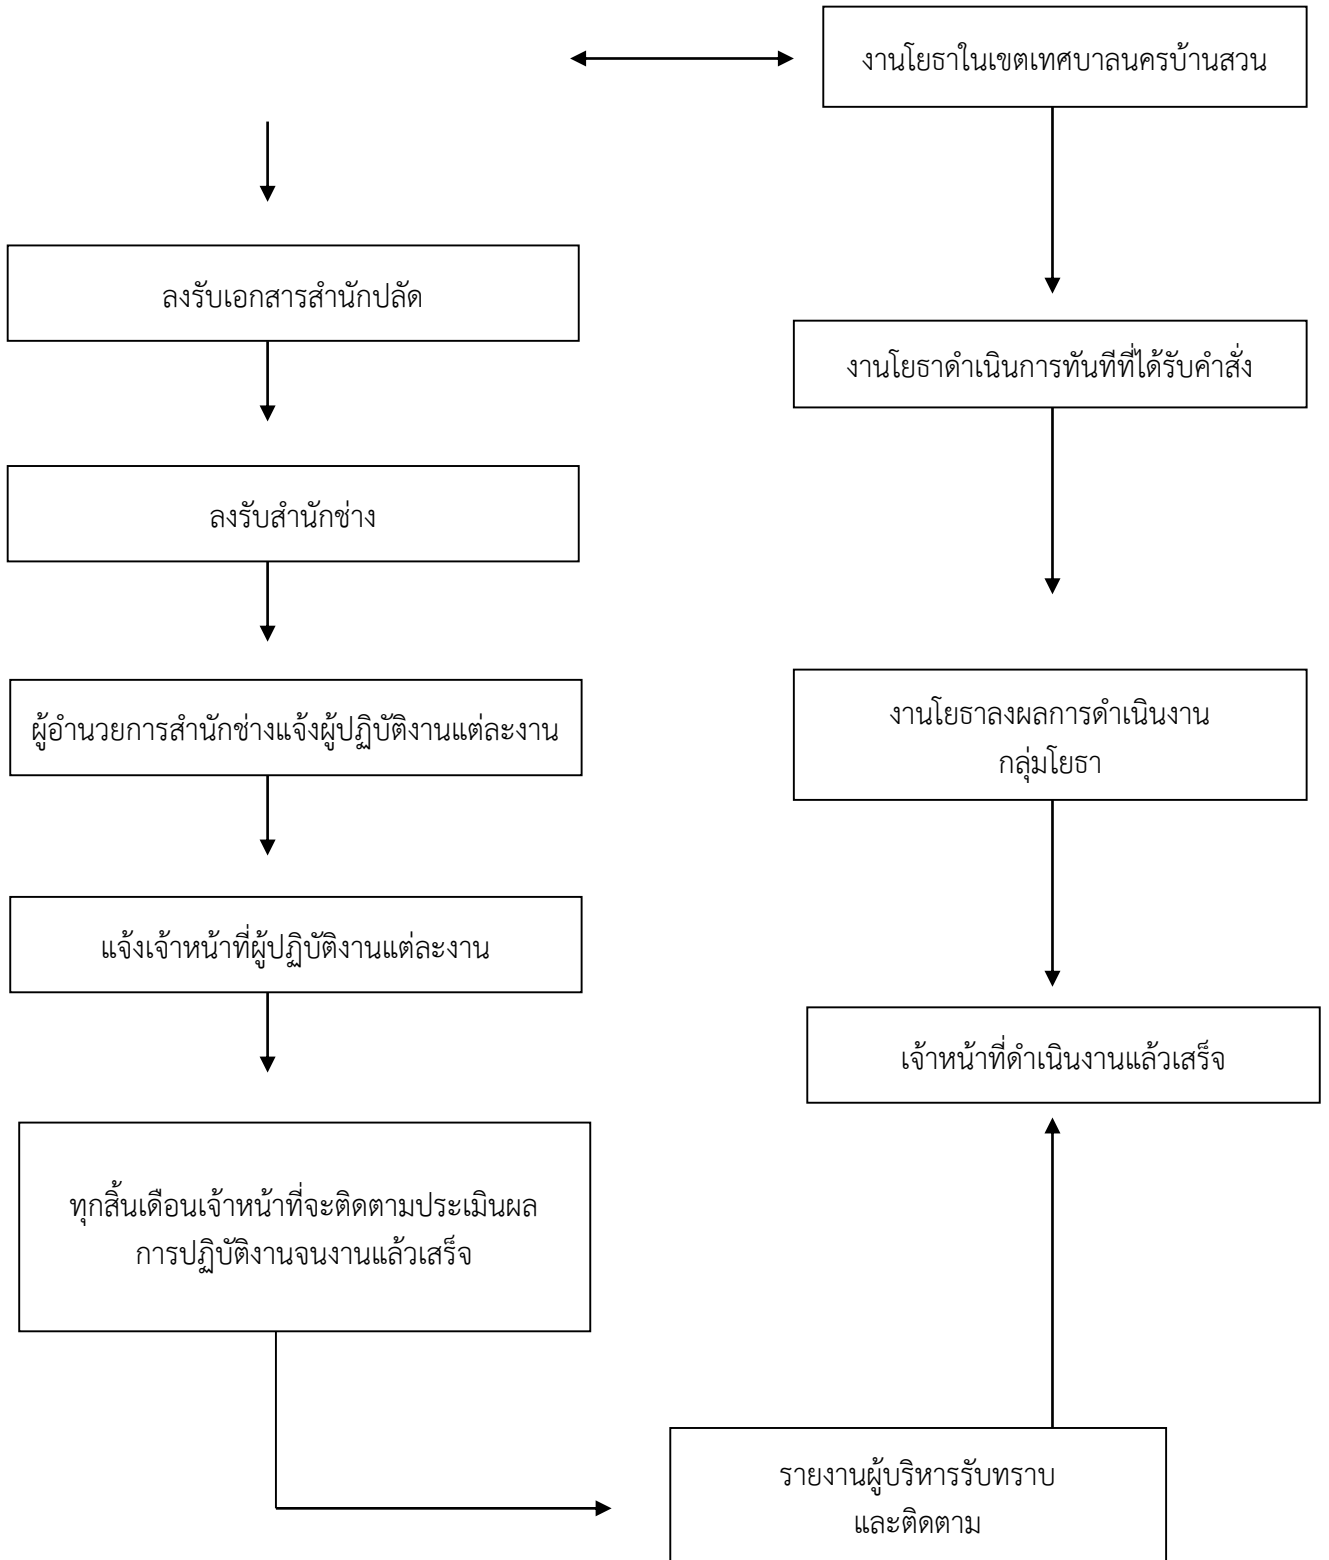 งานโยธาในเขตเทศบาลนครบ้านสวน
ลงรับเอกสารสำนักปลัด
งานโยธาดำเนินการทันทีที่ได้รับคำสั่ง
ลงรับสำนักช่าง
ผู้อำนวยการสำนักช่างแจ้งผู้ปฏิบัติงานแต่ละงาน
งานโยธาลงผลการดำเนินงาน
กลุ่มโยธา
แจ้งเจ้าหน้าที่ผู้ปฏิบัติงานแต่ละงาน
เจ้าหน้าที่ดำเนินงานแล้วเสร็จ
ทุกสิ้นเดือนเจ้าหน้าที่จะติดตามประเมินผล
การปฏิบัติงานจนงานแล้วเสร็จ
รายงานผู้บริหารรับทราบ
และติดตาม